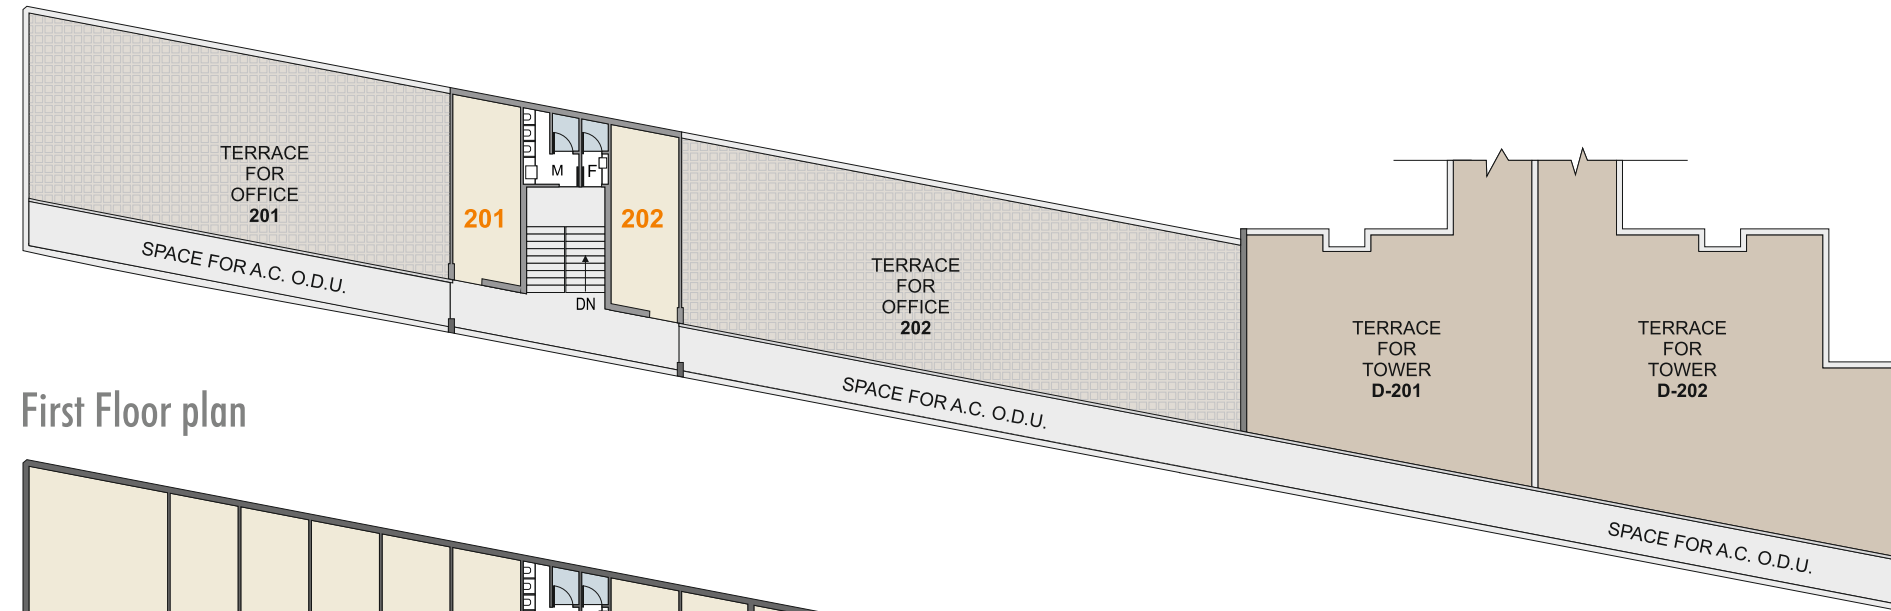 TERRACE
FOR
OFFICE
201
SPACE FOR A.C. O.D.U.
201
M
F
202
DN
TERRACE
FOR
OFFICE
202
SPACE FOR A.C. O.D.U.
TERRACE
FOR
TOWER
D-201
TERRACE
FOR
TOWER
D-202
SPACE FOR A.C. O.D.U.
First Floor plan